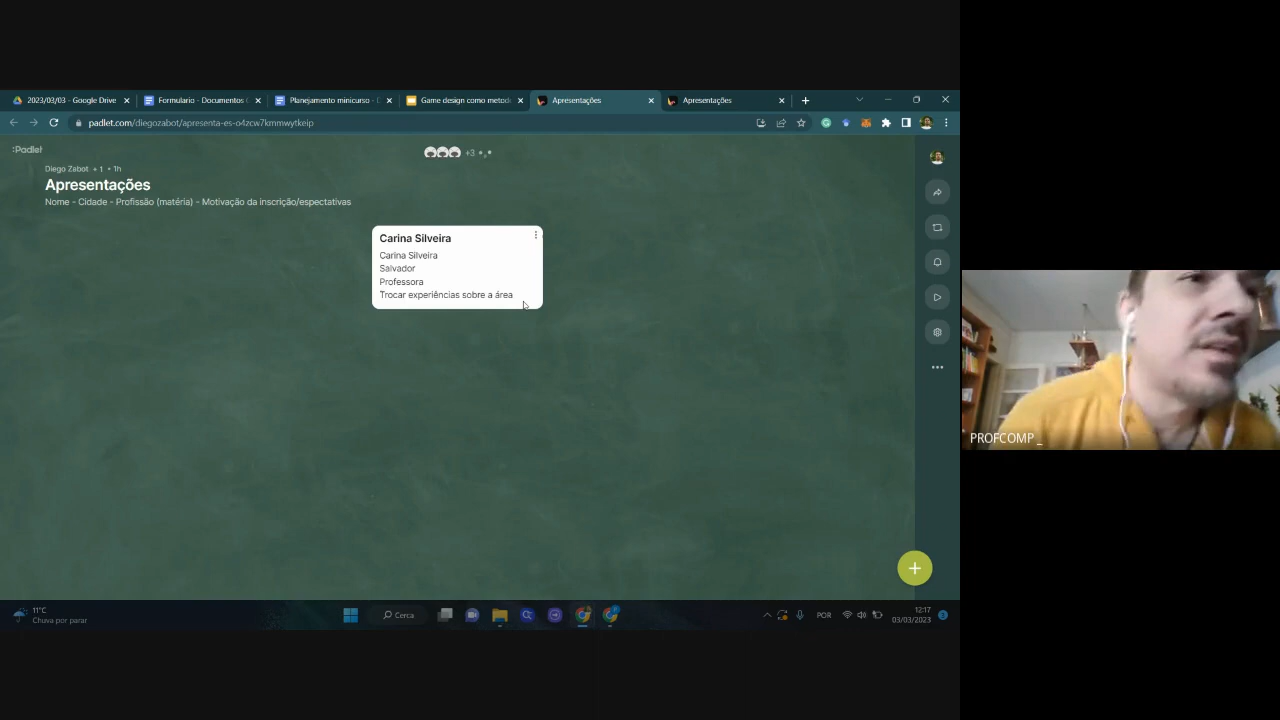 2023/03/03 - Google Drive
Formulario - Documentos
Planejamento minicurso -
Game design como metod
Apresentações
Apresentações
padlet.com/diegozabot/apresenta-es-o4zcw7kmmwytkeip
:Padlet
+3
Diego Zabot • 1 • 1h
Apresentações
Nome - Cidade - Profissão (matéria) - Motivação da inscrição/espectativas
Carina Silveira
Carina Silveira
Salvador
Professora
Trocar experiências sobre a área
PROFCOMP _
11°C
Chuva por parar
Cerca
POR
12:17
03/03/2023